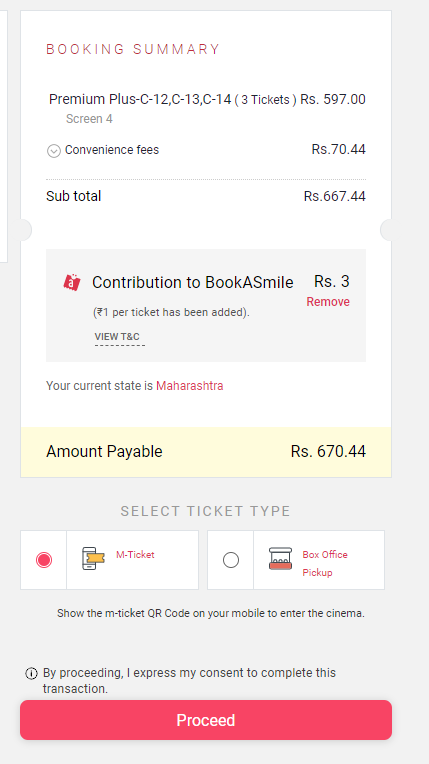 BOOKING SUMMARY
Premium Plus-C-12,C-13,C-14 ( 3 Tickets ) Rs. 597.00
Screen 4
Convenience fees Rs.70.44
Sub total Rs.667.44
Contribution to BookASmile Rs. 3
Remove
(₹1 per ticket has been added).
VIEW T&C
Your current state is Maharashtra
Amount Payable Rs. 670.44
SELECT TICKET TYPE
M-Ticket
Box Office
Pickup
Show the m-ticket QR Code on your mobile to enter the cinema.
By proceeding, I express my consent to complete this
transaction.
Proceed